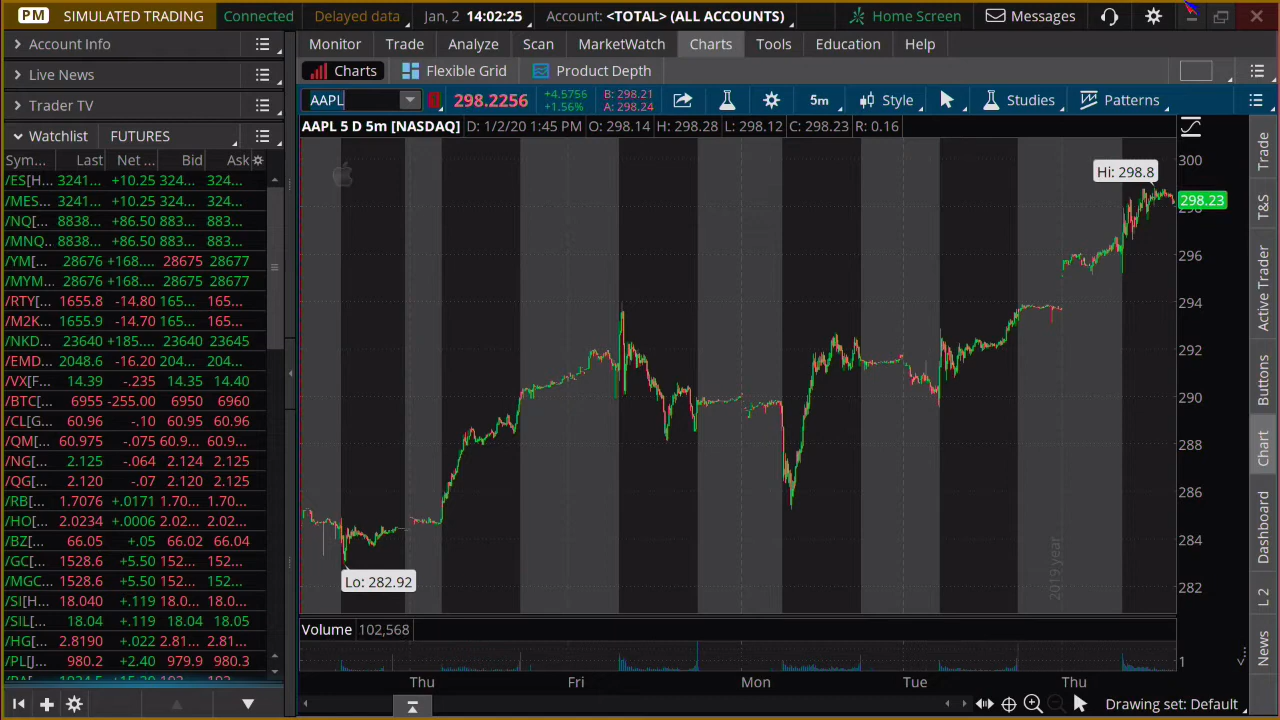 PM SIMULATED TRADING Connected Delayed data Jan, 2 14:02:25 Account: <TOTAL> (ALL ACCOUNTS) Home Screen Messages
Account Info
Live News
Trader TV
Watchlist FUTURES
Sym... Last Net ... Bid Ask
/ES[H... 3241... +10.25 324... 324...
/MES... 3241... +10.25 324... 324...
/NQ[... 8838... +86.50 883... 883...
/MNQ... 8838... +86.50 883... 883...
/YM[... 28676 +168.... 28675 28677
/MYM... 28676 +168.... 28675 28677
/RTY[... 1655.8 -14.80 165... 165...
/M2K... 1655.9 -14.70 165... 165...
/NKD... 23640 +185.... 23640 23645
/EMD... 2048.6 -16.20 204... 204...
/VX[F... 14.39 -.235 14.35 14.40
/BTC[... 6955 -255.00 6950 6960
/CL[G... 60.96 -.10 60.95 60.96
/QM[... 60.975 -.075 60.9... 60.9...
/NG[... 2.125 -.064 2.124 2.125
/QG[... 2.120 -.07 2.120 2.125
/RB[... 1.7076 +.0171 1.70... 1.70...
/HO[... 2.0234 +.0006 2.02... 2.02...
/BZ[... 66.05 +.05 66.02 66.04
/GC[... 1528.6 +5.50 152... 152...
/MGC... 1528.6 +5.50 152... 152...
/SI[H... 18.040 +.119 18.0... 18.0...
/SIL[... 18.04 +.119 18.04 18.05
/HG[... 2.8190 +.022 2.81... 2.81...
/PL[J... 980.2 +2.40 979.9 980.3
Monitor Trade Analyze Scan MarketWatch Charts Tools Education Help
Charts Flexible Grid Product Depth
AAPL 298.2256 +4.5756 +1.56% B: 298.21 A: 298.24 5m Style Studies Patterns
AAPL 5 D 5m [NASDAQ] D: 1/2/20 1:45 PM O: 298.14 H: 298.28 L: 298.12 C: 298.23 R: 0.16
Hi: 298.8
Lo: 282.92
300
298.23
298
296
294
292
290
288
286
284
282
2019 year
Volume 102,568
1
Thu Fri Mon Tue Thu
Drawing set: Default
Trade
T&S
Active Trader
Buttons
Chart
Dashboard
L 2
News